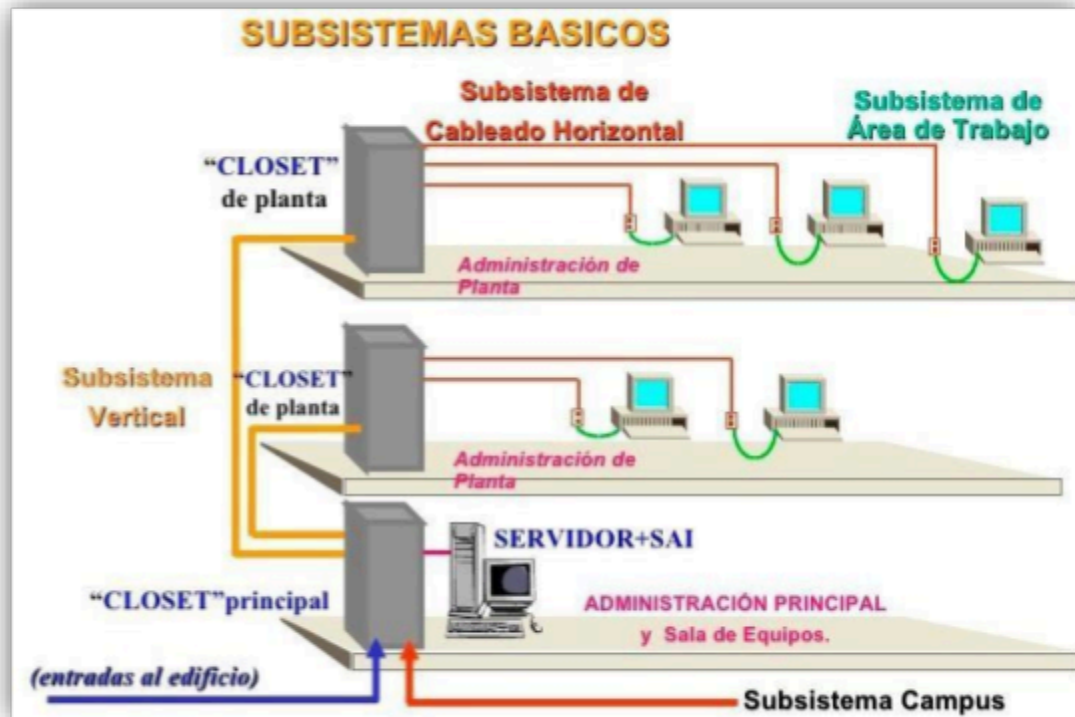 SUBSISTEMAS BASICOS
Subsistema de
Cableado Horizontal
Subsistema de
Área de Trabajo
“CLOSET”
de planta
Administración de
Planta
Subsistema
Vertical
“CLOSET”
de planta
Administración de
Planta
SERVIDOR+SAI
“CLOSET”principal
ADMINISTRACIÓN PRINCIPAL
y Sala de Equipos.
(entradas al edificio)
Subsistema Campus